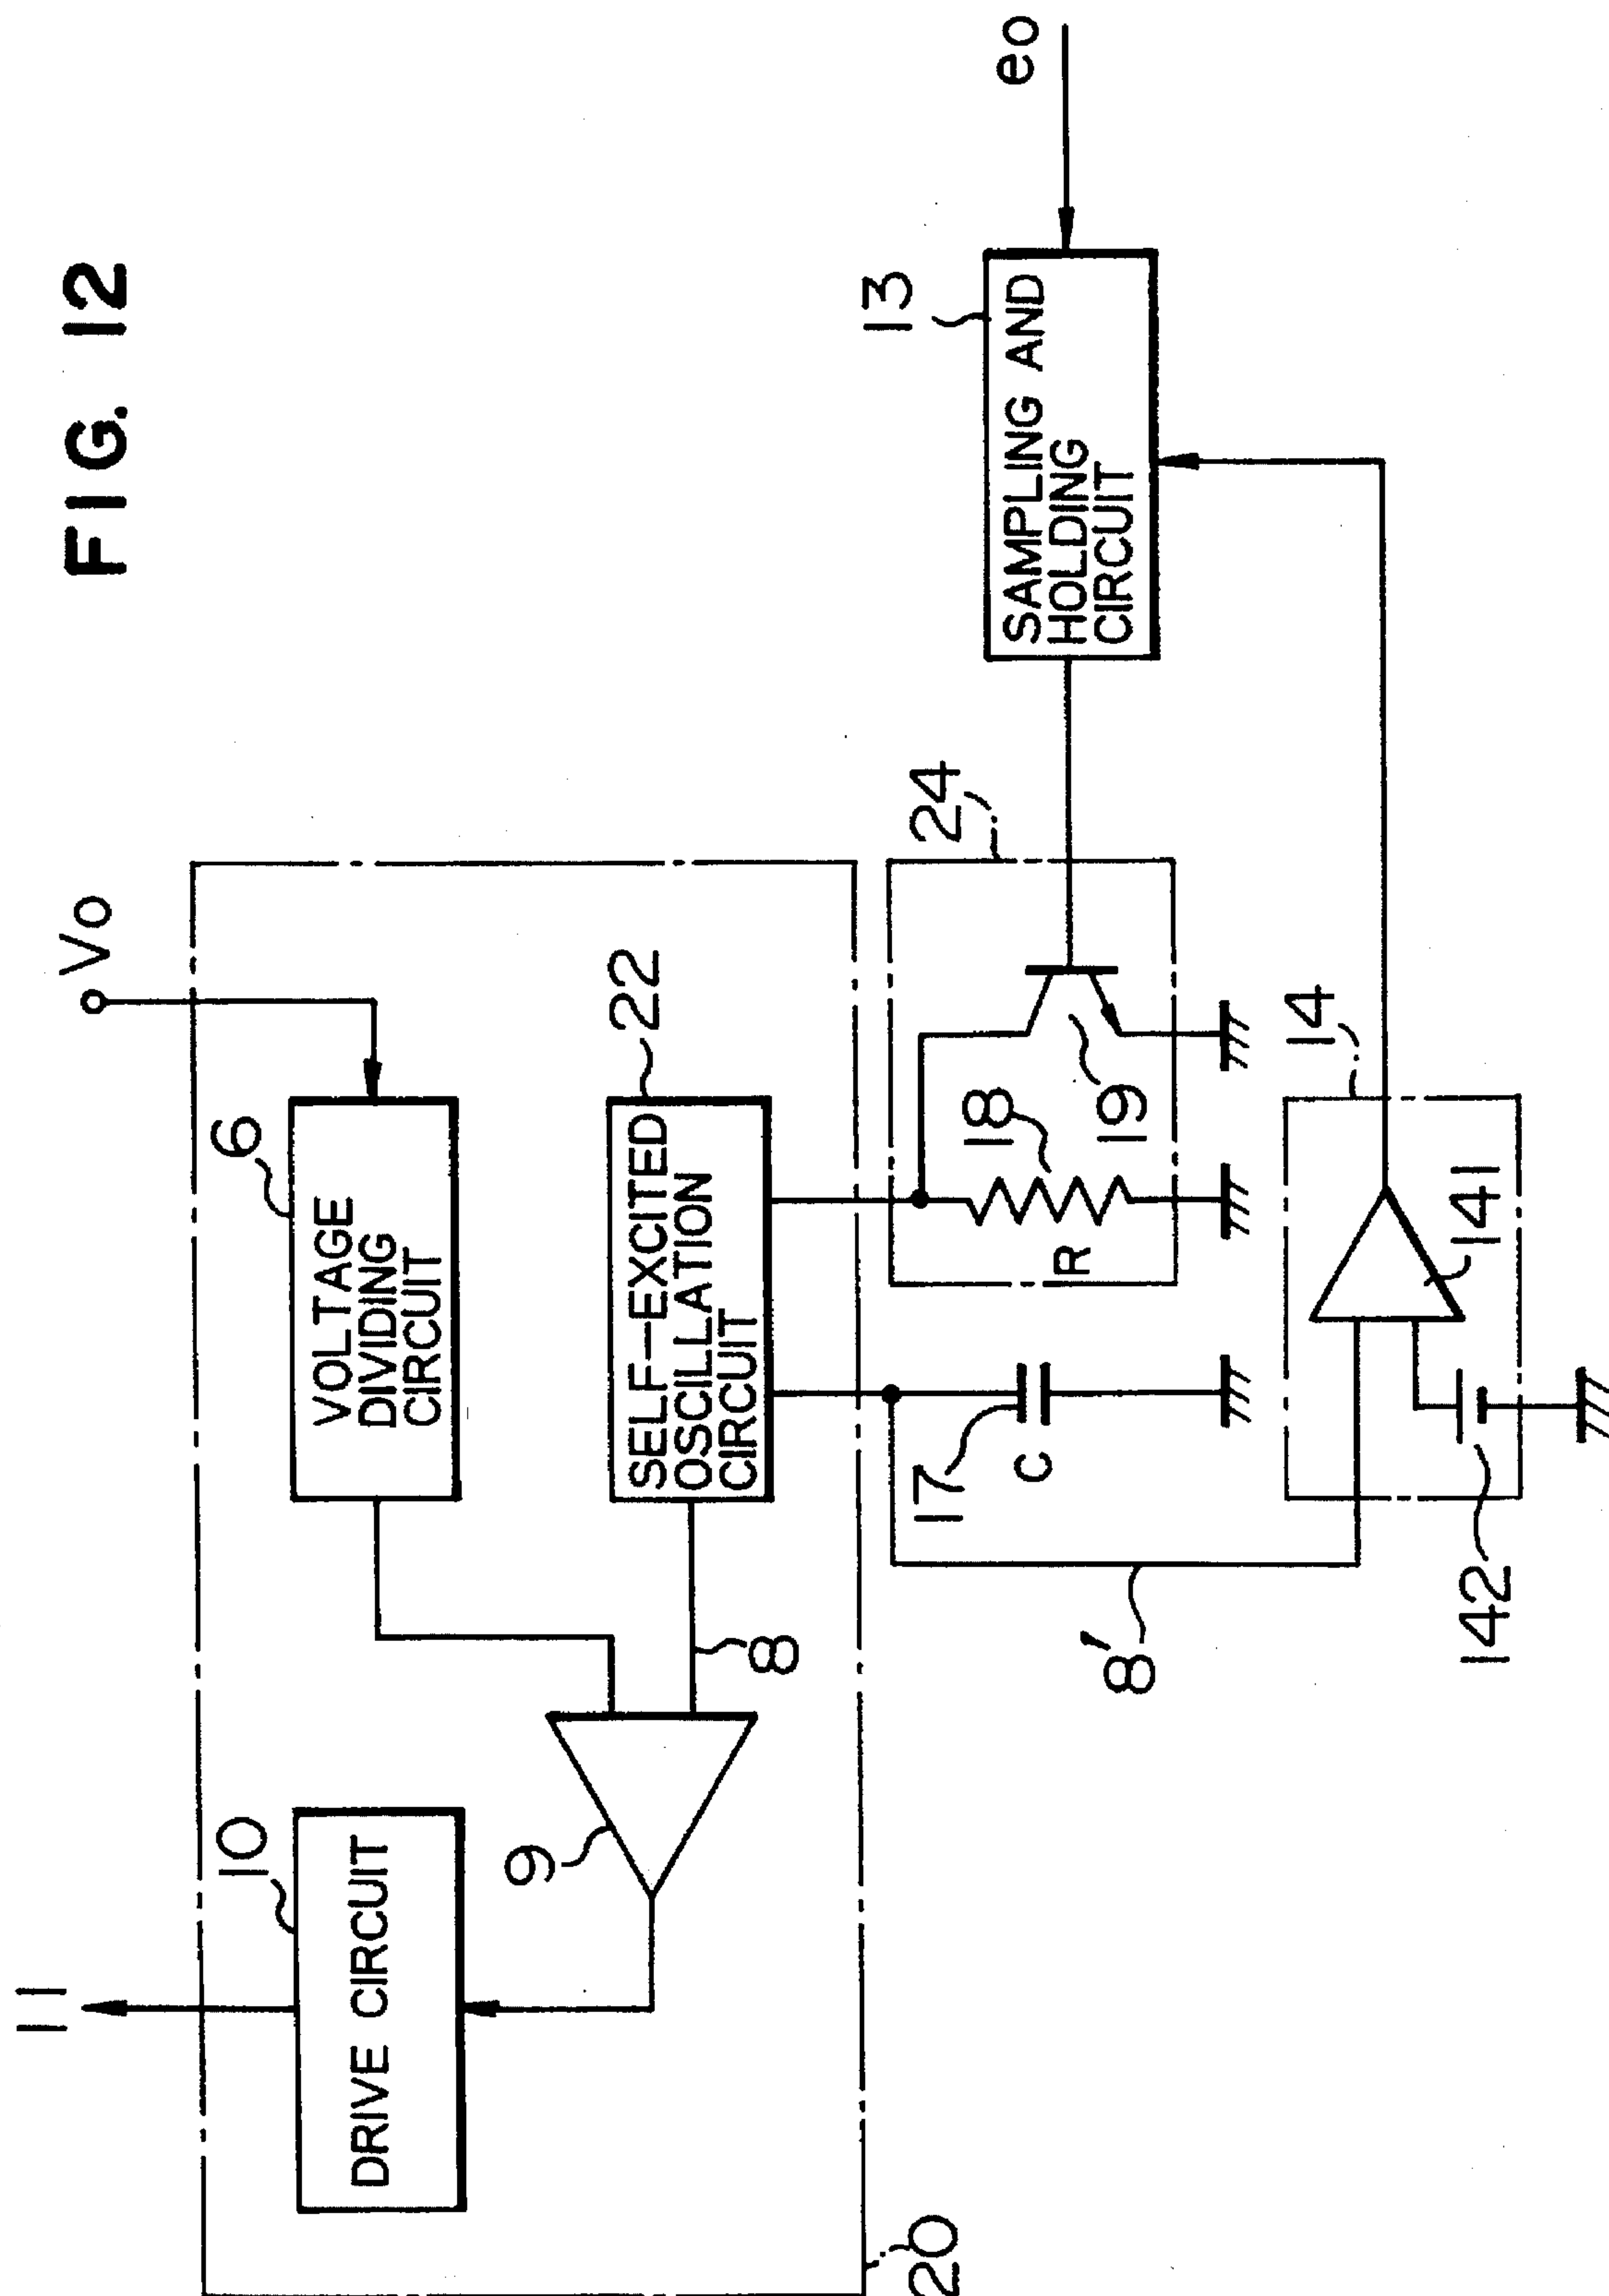 FIG. 12
11
10
DRIVE CIRCUIT
Vo
6
VOLTAGE
DIVIDING
CIRCUIT
9
8
SELF-EXCITED
OSCILLATION
CIRCUIT
22
20
24
17
C
R
18
19
13
SAMPLING AND
HOLDING
CIRCUIT
eo
8'
14
141
142